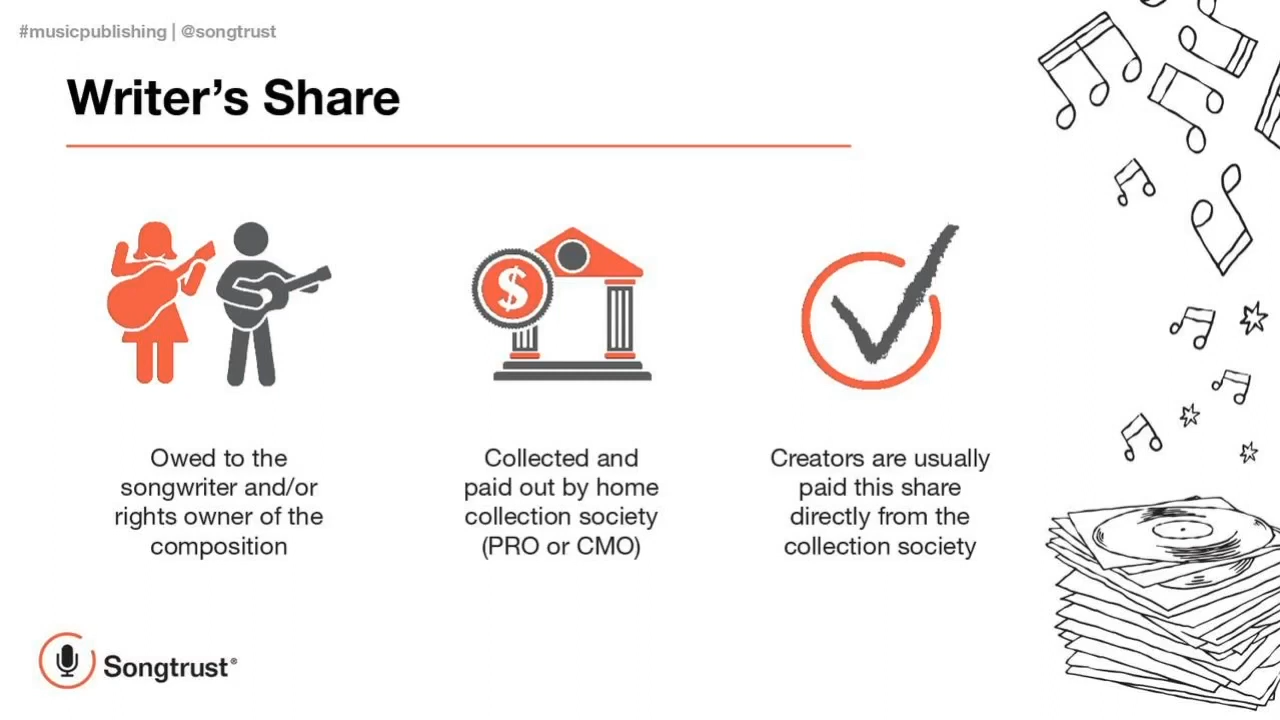 #musicpublishing | @songtrust
Writer’s Share
Owed to the
songwriter and/or
rights owner of the
composition
Collected and
paid out by home
collection society
(PRO or CMO)
Creators are usually
paid this share
directly from the
collection society
$
Songtrust®